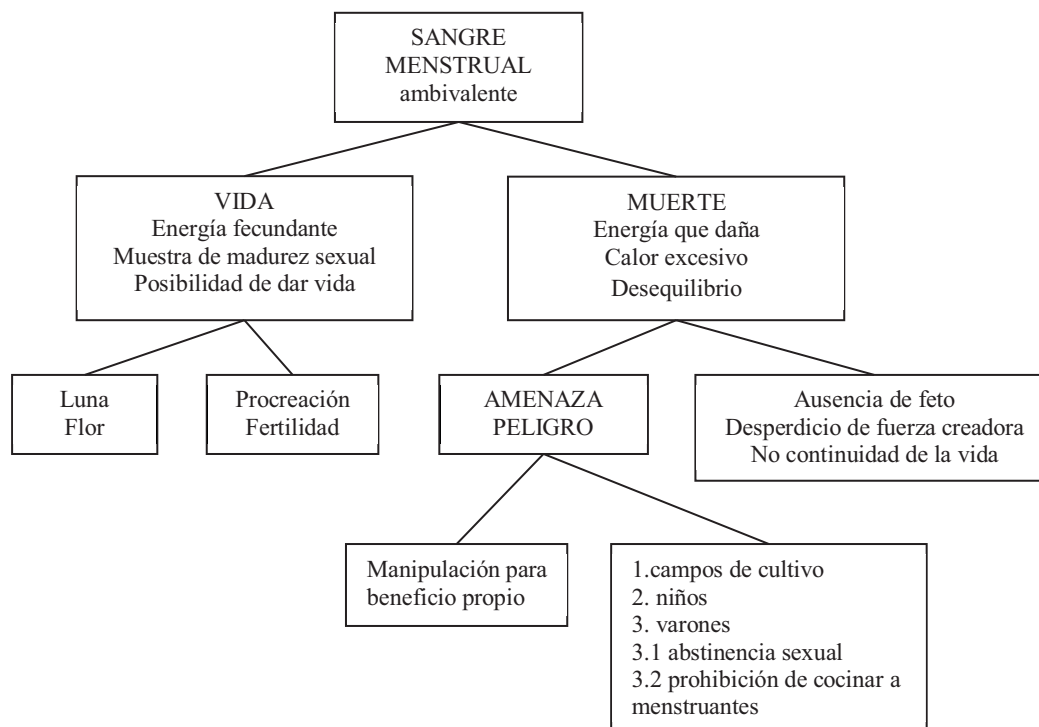 SANGRE
MENSTRUAL
ambivalente
VIDA
Energía fecundante
Muestra de madurez sexual
Posibilidad de dar vida
MUERTE
Energía que daña
Calor excesivo
Desequilibrio
Luna
Flor
Procreación
Fertilidad
AMENAZA
PELIGRO
Ausencia de feto
Desperdicio de fuerza creadora
No continuidad de la vida
Manipulación para
beneficio propio
1.campos de cultivo
2. niños
3. varones
3.1 abstinencia sexual
3.2 prohibición de cocinar a
menstruantes